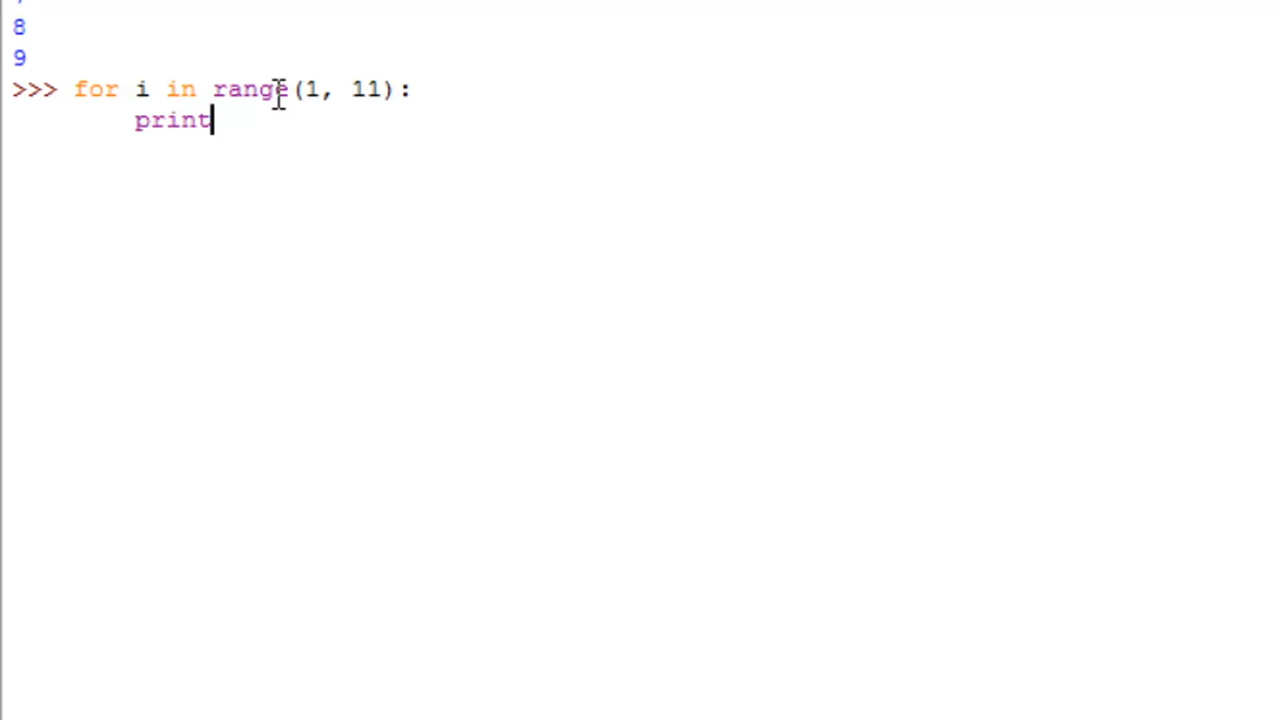 8
9
>>> for i in range(1, 11):
print